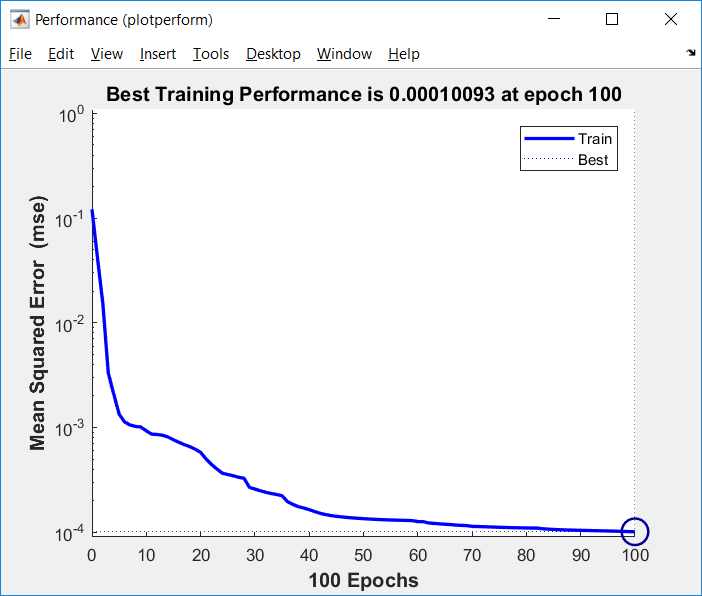 Performance (plotperform)
File Edit View Insert Tools Desktop Window Help
Best Training Performance is 0.00010093 at epoch 100
10^0
10^-1
10^-2
10^-3
10^-4
Mean Squared Error (mse)
Train
Best
0 10 20 30 40 50 60 70 80 90 100
100 Epochs